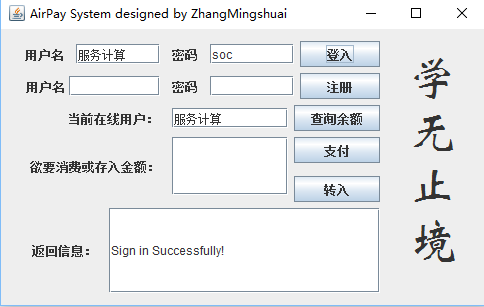 AirPay System designed by ZhangMingshuai
用户名 服务计算 密码 soc 登入
用户名 密码 注册
当前在线用户： 服务计算 查询余额
欲要消费或存入金额： 支付
转入
返回信息： Sign in Successfully!
学
无
止
境